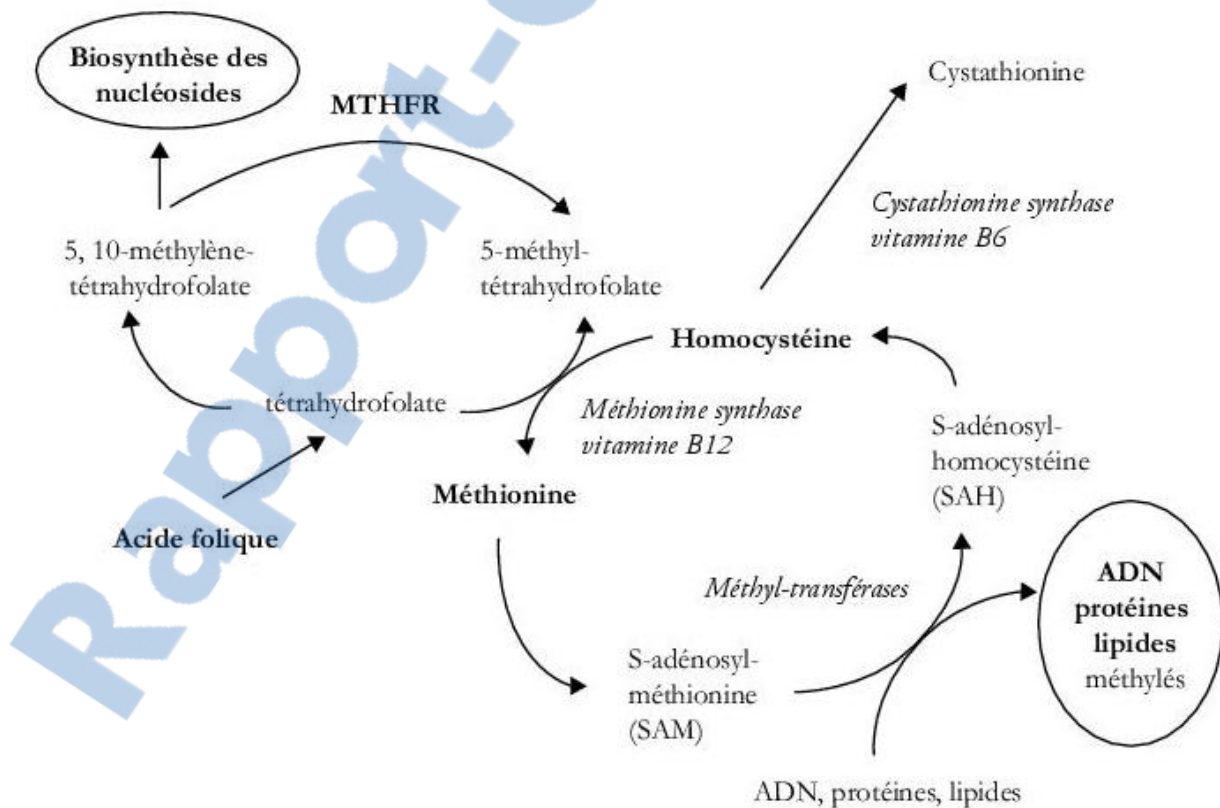 Biosynthèse des
nucléosides
MTHFR
Cystathionine
Cystathionine synthase
vitamine B6
5, 10-méthylène-
tétrahydrofolate
5-méthyl-
tétrahydrofolate
Homocystéine
tétrahydrofolate
Méthionine synthase
vitamine B12
S-adénosyl-
homocystéine
(SAH)
Méthionine
Acide folique
ADN
protéines
lipides
méthylés
Méthyl-transférases
S-adénosyl-
méthionine
(SAM)
ADN, protéines, lipides
Rapport-